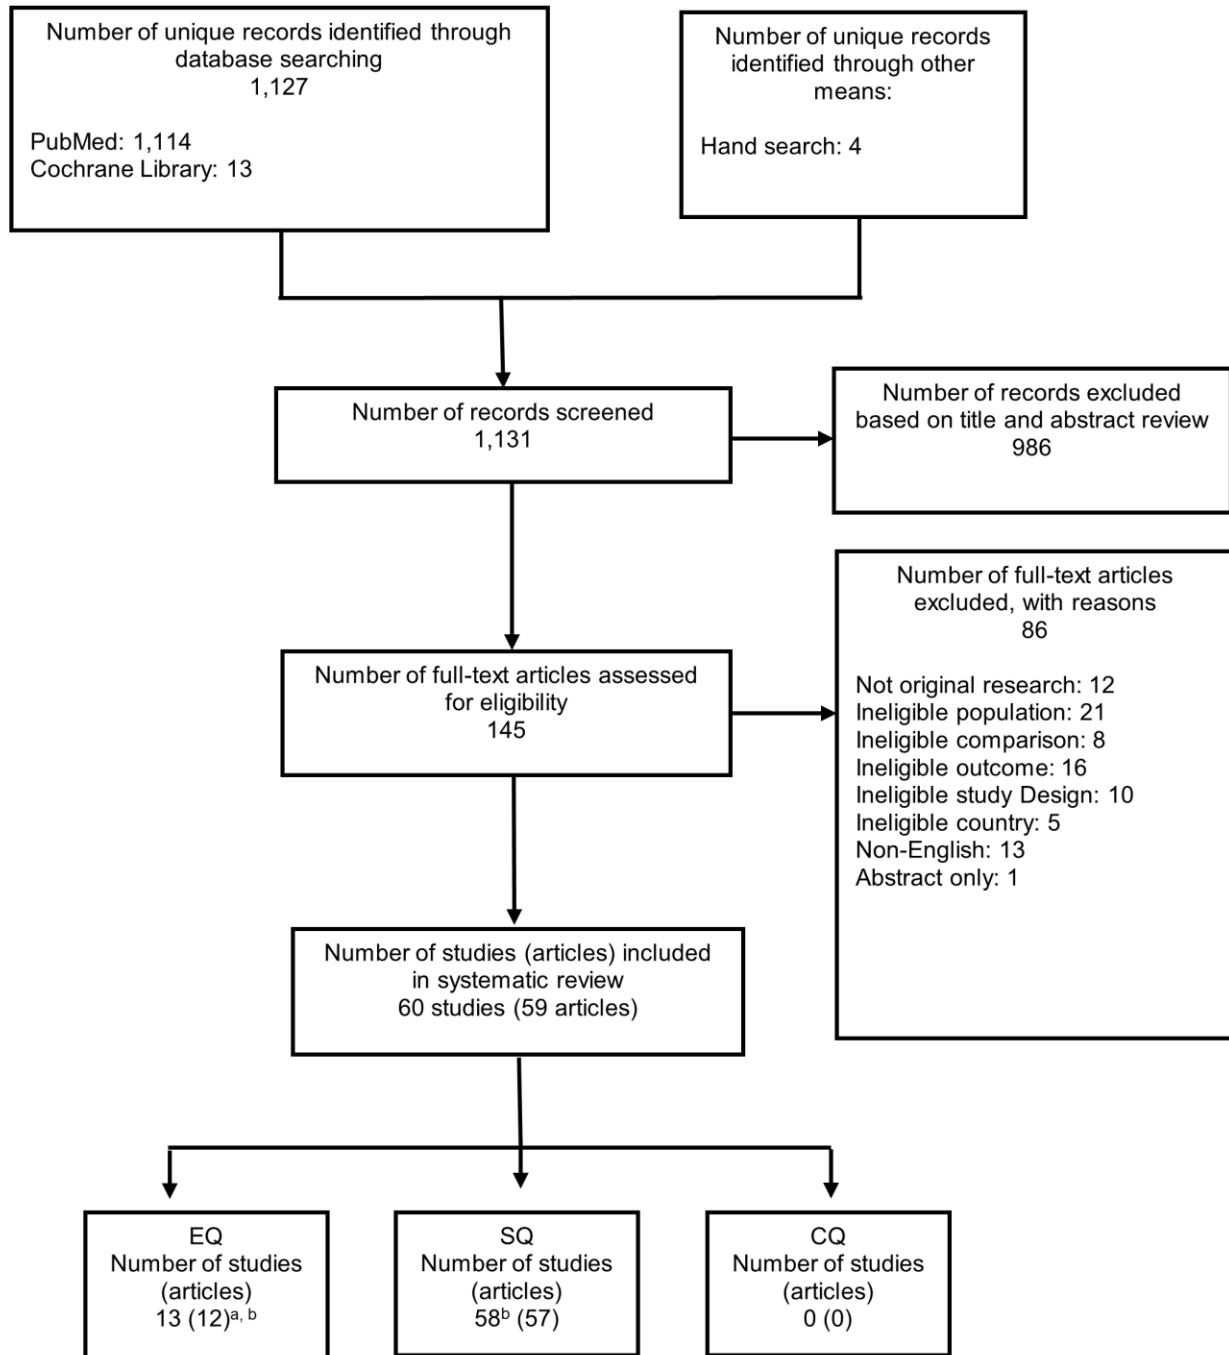 Number of unique records identified through
database searching
1,127
PubMed: 1,114
Cochrane Library: 13
Number of unique records
identified through other
means:
Hand search: 4
Number of records screened
1,131
Number of records excluded
based on title and abstract review
986
Number of full-text articles assessed
for eligibility
145
Number of full-text articles
excluded, with reasons
86
Not original research: 12
Ineligible population: 21
Ineligible comparison: 8
Ineligible outcome: 16
Ineligible study Design: 10
Ineligible country: 5
Non-English: 13
Abstract only: 1
Number of studies (articles) included
in systematic review
60 studies (59 articles)
EQ
Number of studies
(articles)
13 (12)a, b
SQ
Number of studies
(articles)
58b (57)
CQ
Number of studies
(articles)
0 (0)